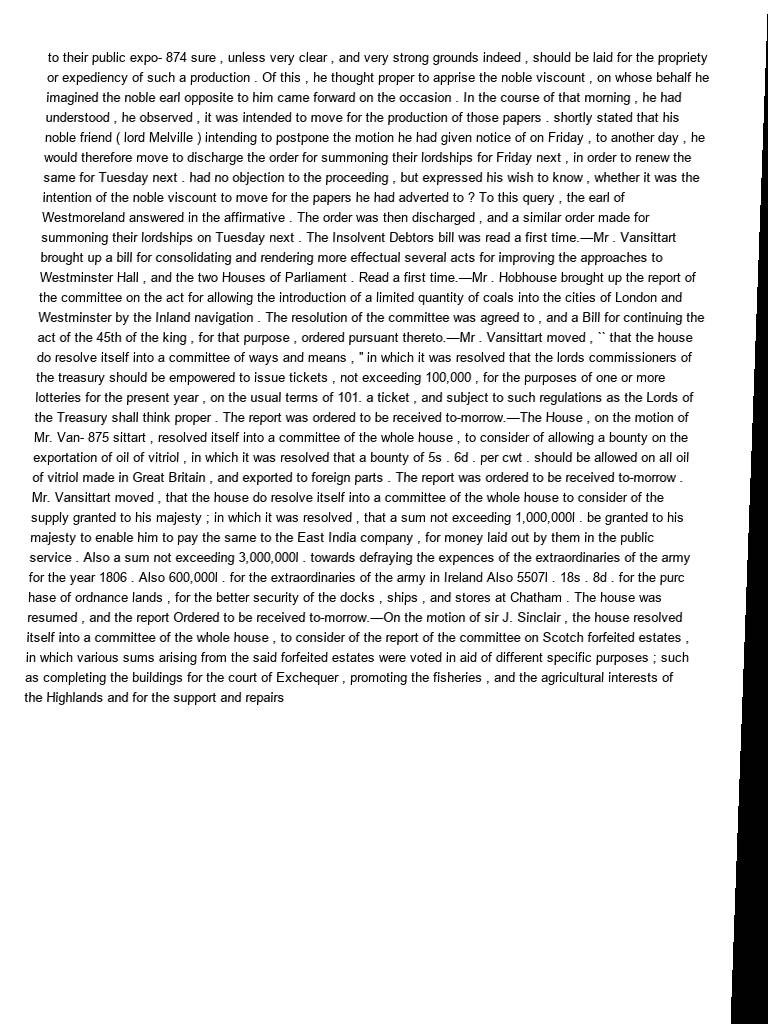 to their public expo- 874 sure , unless very clear , and very strong grounds indeed , should be laid for the propriety
or expediency of such a production . Of this , he thought proper to apprise the noble viscount , on whose behalf he
imagined the noble earl opposite to him came forward on the occasion . In the course of that morning , he had
understood , he observed , it was intended to move for the production of those papers . shortly stated that his
noble friend ( lord Melville ) intending to postpone the motion he had given notice of on Friday , to another day , he
would therefore move to discharge the order for summoning their lordships for Friday next , in order to renew the
same for Tuesday next . had no objection to the proceeding , but expressed his wish to know , whether it was the
intention of the noble viscount to move for the papers he had adverted to ? To this query , the earl of
Westmoreland answered in the affirmative . The order was then discharged , and a similar order made for
summoning their lordships on Tuesday next . The Insolvent Debtors bill was read a first time.—Mr . Vansittart
brought up a bill for consolidating and rendering more effectual several acts for improving the approaches to
Westminster Hall , and the two Houses of Parliament . Read a first time.—Mr . Hobhouse brought up the report of
the committee on the act for allowing the introduction of a limited quantity of coals into the cities of London and
Westminster by the Inland navigation . The resolution of the committee was agreed to , and a Bill for continuing the
act of the 45th of the king , for that purpose , ordered pursuant thereto.—Mr . Vansittart moved , `` that the house
do resolve itself into a committee of ways and means , " in which it was resolved that the lords commissioners of
the treasury should be empowered to issue tickets , not exceeding 100,000 , for the purposes of one or more
lotteries for the present year , on the usual terms of 101. a ticket , and subject to such regulations as the Lords of
the Treasury shall think proper . The report was ordered to be received to-morrow.—The House , on the motion of
Mr. Van- 875 sittart , resolved itself into a committee of the whole house , to consider of allowing a bounty on the
exportation of oil of vitriol , in which it was resolved that a bounty of 5s . 6d . per cwt . should be allowed on all oil
of vitriol made in Great Britain , and exported to foreign parts . The report was ordered to be received to-morrow .
Mr. Vansittart moved , that the house do resolve itself into a committee of the whole house to consider of the
supply granted to his majesty ; in which it was resolved , that a sum not exceeding 1,000,000l . be granted to his
majesty to enable him to pay the same to the East India company , for money laid out by them in the public
service . Also a sum not exceeding 3,000,000l . towards defraying the expences of the extraordinaries of the army
for the year 1806 . Also 600,000l . for the extraordinaries of the army in Ireland Also 5507l . 18s . 8d . for the purc
hase of ordnance lands , for the better security of the docks , ships , and stores at Chatham . The house was
resumed , and the report Ordered to be received to-morrow.—On the motion of sir J. Sinclair , the house resolved
itself into a committee of the whole house , to consider of the report of the committee on Scotch forfeited estates ,
in which various sums arising from the said forfeited estates were voted in aid of different specific purposes ; such
as completing the buildings for the court of Exchequer , promoting the fisheries , and the agricultural interests of
the Highlands and for the support and repairs